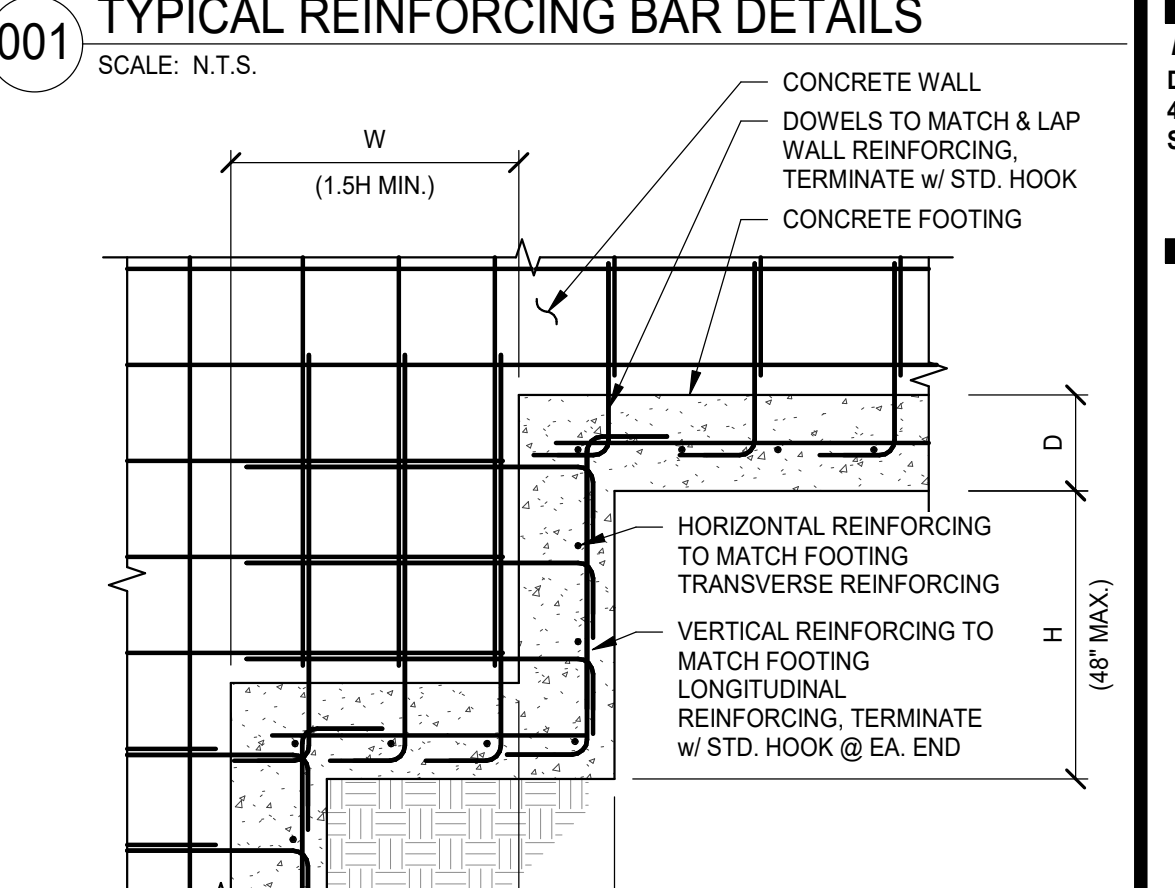 001
TYPICAL REINFORCING BAR DETAILS
SCALE: N.T.S.
W
(1.5H MIN.)
CONCRETE WALL
DOWELS TO MATCH & LAP
WALL REINFORCING,
TERMINATE w/ STD. HOOK
CONCRETE FOOTING
D
HORIZONTAL REINFORCING
TO MATCH FOOTING
TRANSVERSE REINFORCING
VERTICAL REINFORCING TO
MATCH FOOTING
LONGITUDINAL
REINFORCING, TERMINATE
w/ STD. HOOK @ EA. END
H
(48" MAX.)
4
S